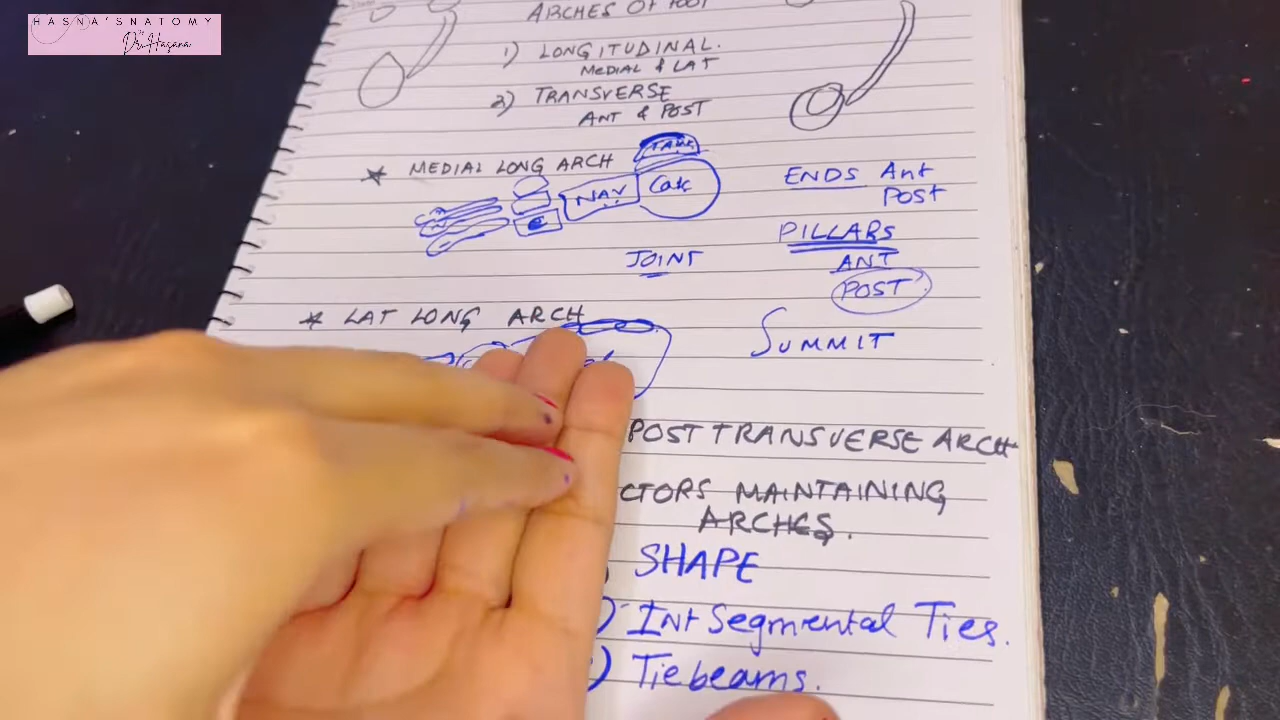 HASNA'SNATOMY
Dr.Hasana
ARCHES OF FOOT
1) LONGITUDINAL.
MEDIAL & LAT
2) TRANSVERSE
ANT & POST
* MEDIAL LONG ARCH
NAV Calc
JOINT
ENDS Ant
POST
PILLARS
ANT
POST
* LAT LONG ARCH
SUMMIT
POST TRANSVERSE ARCH
CTORS MAINTAINING
ARCHES.
SHAPE
) Int Segmental Ties.
) Tiebeams.